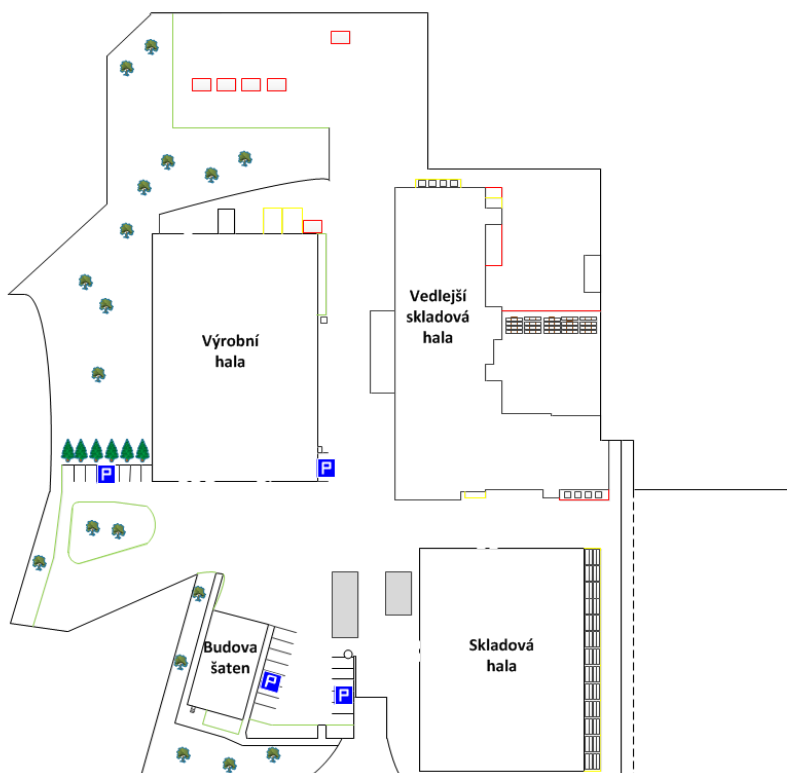 Vedlejší
skladová
hala
Výrobní
hala
P
P
Budova
šaten
Skladová
hala
P
P